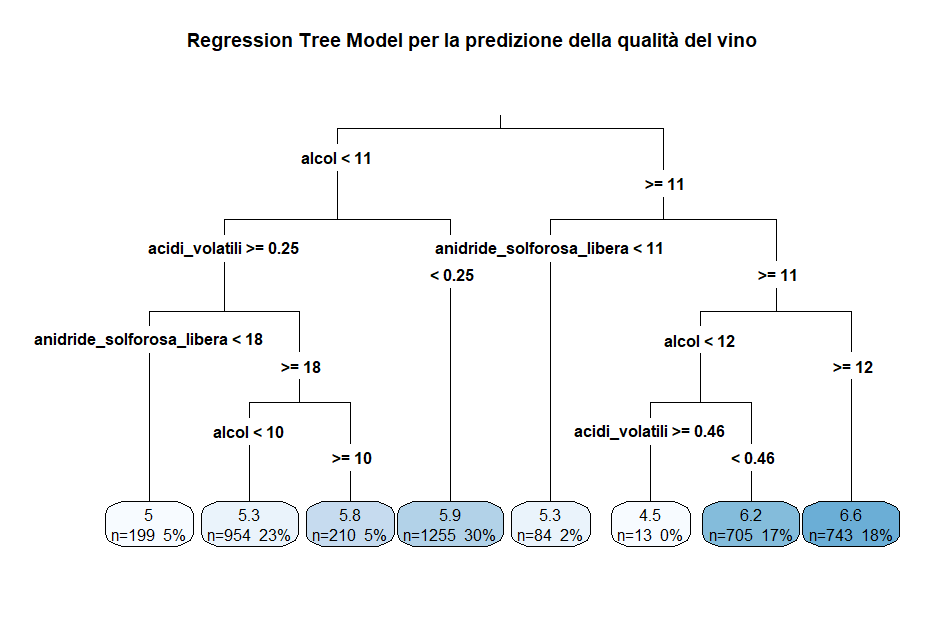 Regression Tree Model per la predizione della qualità del vino
alcol < 11
>= 11
acidi_volatili >= 0.25
< 0.25
anidride_solforosa_libera < 11
>= 11
anidride_solforosa_libera < 18
>= 18
alcol < 12
>= 12
alcol < 10
>= 10
acidi_volatili >= 0.46
< 0.46
5
n=199 5%
5.3
n=954 23%
5.8
n=210 5%
5.9
n=1255 30%
5.3
n=84 2%
4.5
n=13 0%
6.2
n=705 17%
6.6
n=743 18%